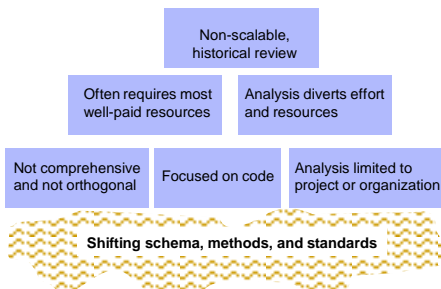 Non-scalable,
historical review
Often requires most
well-paid resources
Analysis diverts effort
and resources
Not comprehensive
and not orthogonal
Focused on code
Analysis limited to
project or organization
Shifting schema, methods, and standards